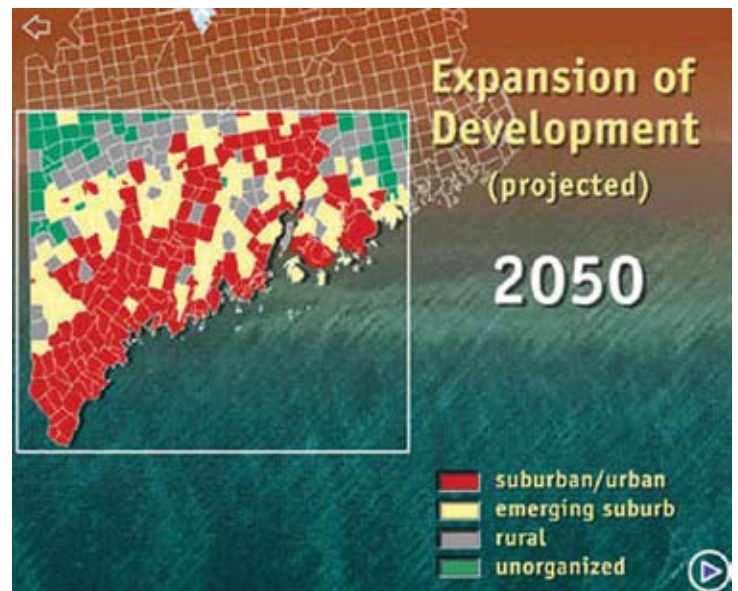 Expansion of
Development
(projected)
2050
suburban/urban
emerging suburb
rural
unorganized